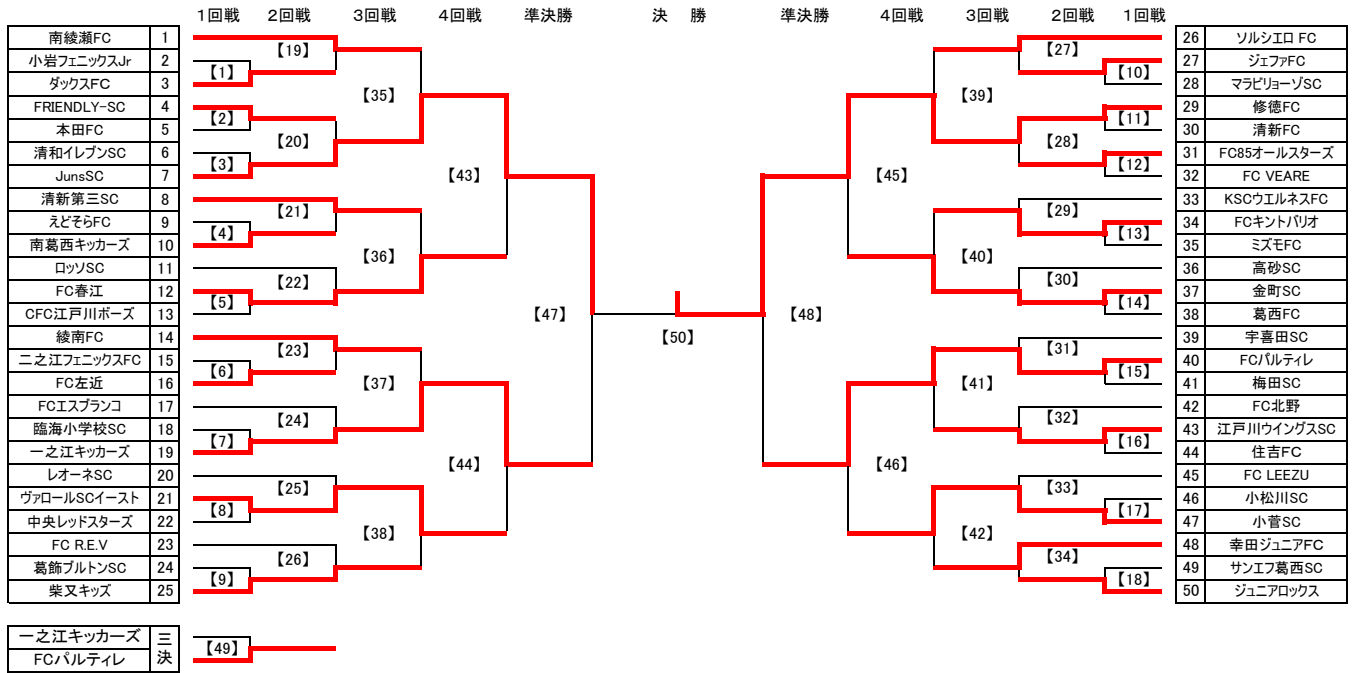 1回戦 2回戦 3回戦 4回戦 準決勝 決 勝 準決勝 4回戦 3回戦 2回戦 1回戦
南綾瀬FC 1
小岩フェニックスJr 2
ダックスFC 3
FRIENDLY-SC 4
本田FC 5
清和イレブンSC 6
JunsSC 7
清新第三SC 8
えどそらFC 9
南葛西キッカーズ 10
ロッソSC 11
FC春江 12
CFC江戸川ボーズ 13
綾南FC 14
二之江フェニックスFC 15
FC左近 16
FCエスブランコ 17
臨海小学校SC 18
一之江キッカーズ 19
レオーネSC 20
ヴァロールSCイースト 21
中央レッドスターズ 22
FC R.E.V 23
葛飾ブルトンSC 24
柴又キッズ 25
【1】
【2】
【3】
【4】
【5】
【6】
【7】
【8】
【9】
【19】
【20】
【21】
【22】
【23】
【24】
【25】
【26】
【35】
【36】
【37】
【38】
【43】
【44】
【47】
【50】
【48】
【45】
【46】
【39】
【40】
【41】
【42】
【27】
【28】
【29】
【30】
【31】
【32】
【33】
【34】
【10】
【11】
【12】
【13】
【14】
【15】
【16】
【17】
【18】
26 ソルシエロ FC
27 ジェファFC
28 マラビリョーゾSC
29 修徳FC
30 清新FC
31 FC85オールスターズ
32 FC VEARE
33 KSCウエルネスFC
34 FCキントバリオ
35 ミズモFC
36 高砂SC
37 金町SC
38 葛西FC
39 宇喜田SC
40 FCパルティレ
41 梅田SC
42 FC北野
43 江戸川ウイングスSC
44 住吉FC
45 FC LEEZU
46 小松川SC
47 小菅SC
48 幸田ジュニアFC
49 サンエフ葛西SC
50 ジュニアロックス
一之江キッカーズ
FCパルティレ
三決
【49】